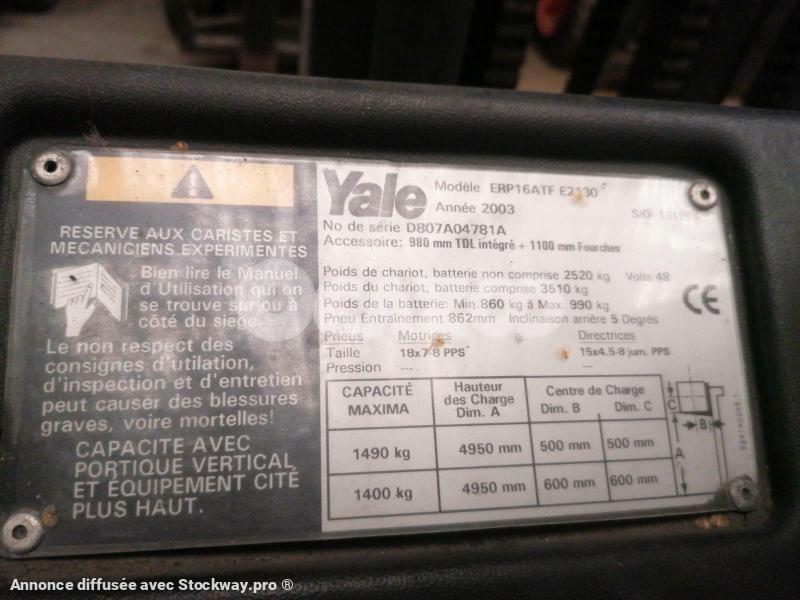 RESERVE AUX CARISTES ET
MECANICIENS EXPERIMENTES
Bien lire le Manuel
d'Utilisation qui on
se trouve sur ou à
côté du siege.
Le non respect des
consignes d'utilation,
d'inspection et d'entretien
peut causer des blessures
graves, voire mortelles!
CAPACITE AVEC
PORTIQUE VERTICAL
ET ÉQUIPEMENT CITÉ
PLUS HAUT.
Yale
Modèle ERP16ATF E2130
Année 2003
S/O
No de série D807A04781A
Accessoire: 980 mm TDL intégré + 1100 mm Fourches
Poids de chariot, batterie non comprise 2520 kg Volts 48
Poids du chariot, batterie comprise 3510 kg
Poids de la batterie: Min. 860 kg à Max. 990 kg
Pneu Entraînement 862mm Inclinaison arrière 5 Degrés
CE
Pneus Motrices Directrices
Taille 18x7-8 PPS 15x4.5-8 jum. PPS
Pression --- ---
CAPACITÉ MAXIMA Hauteur des Charge Dim. A Centre de Charge Dim. B Dim. C
1490 kg 4950 mm 500 mm 500 mm
1400 kg 4950 mm 600 mm 600 mm
C
B
A
Annonce diffusée avec Stockway.pro ®